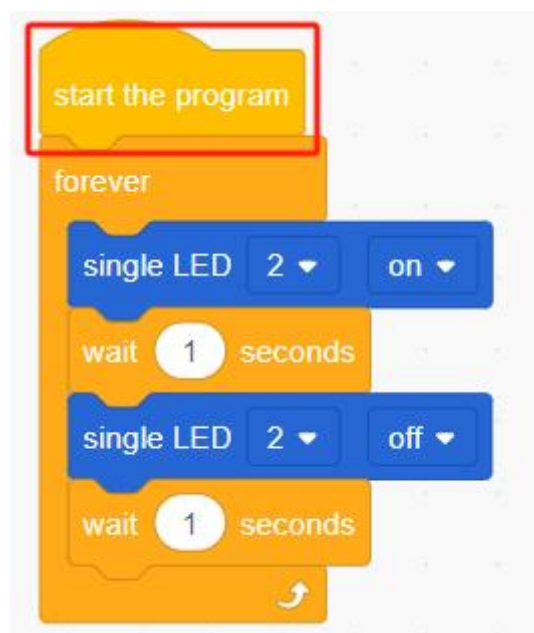 start the program
forever
single LED 2 on
wait 1 seconds
single LED 2 off
wait 1 seconds